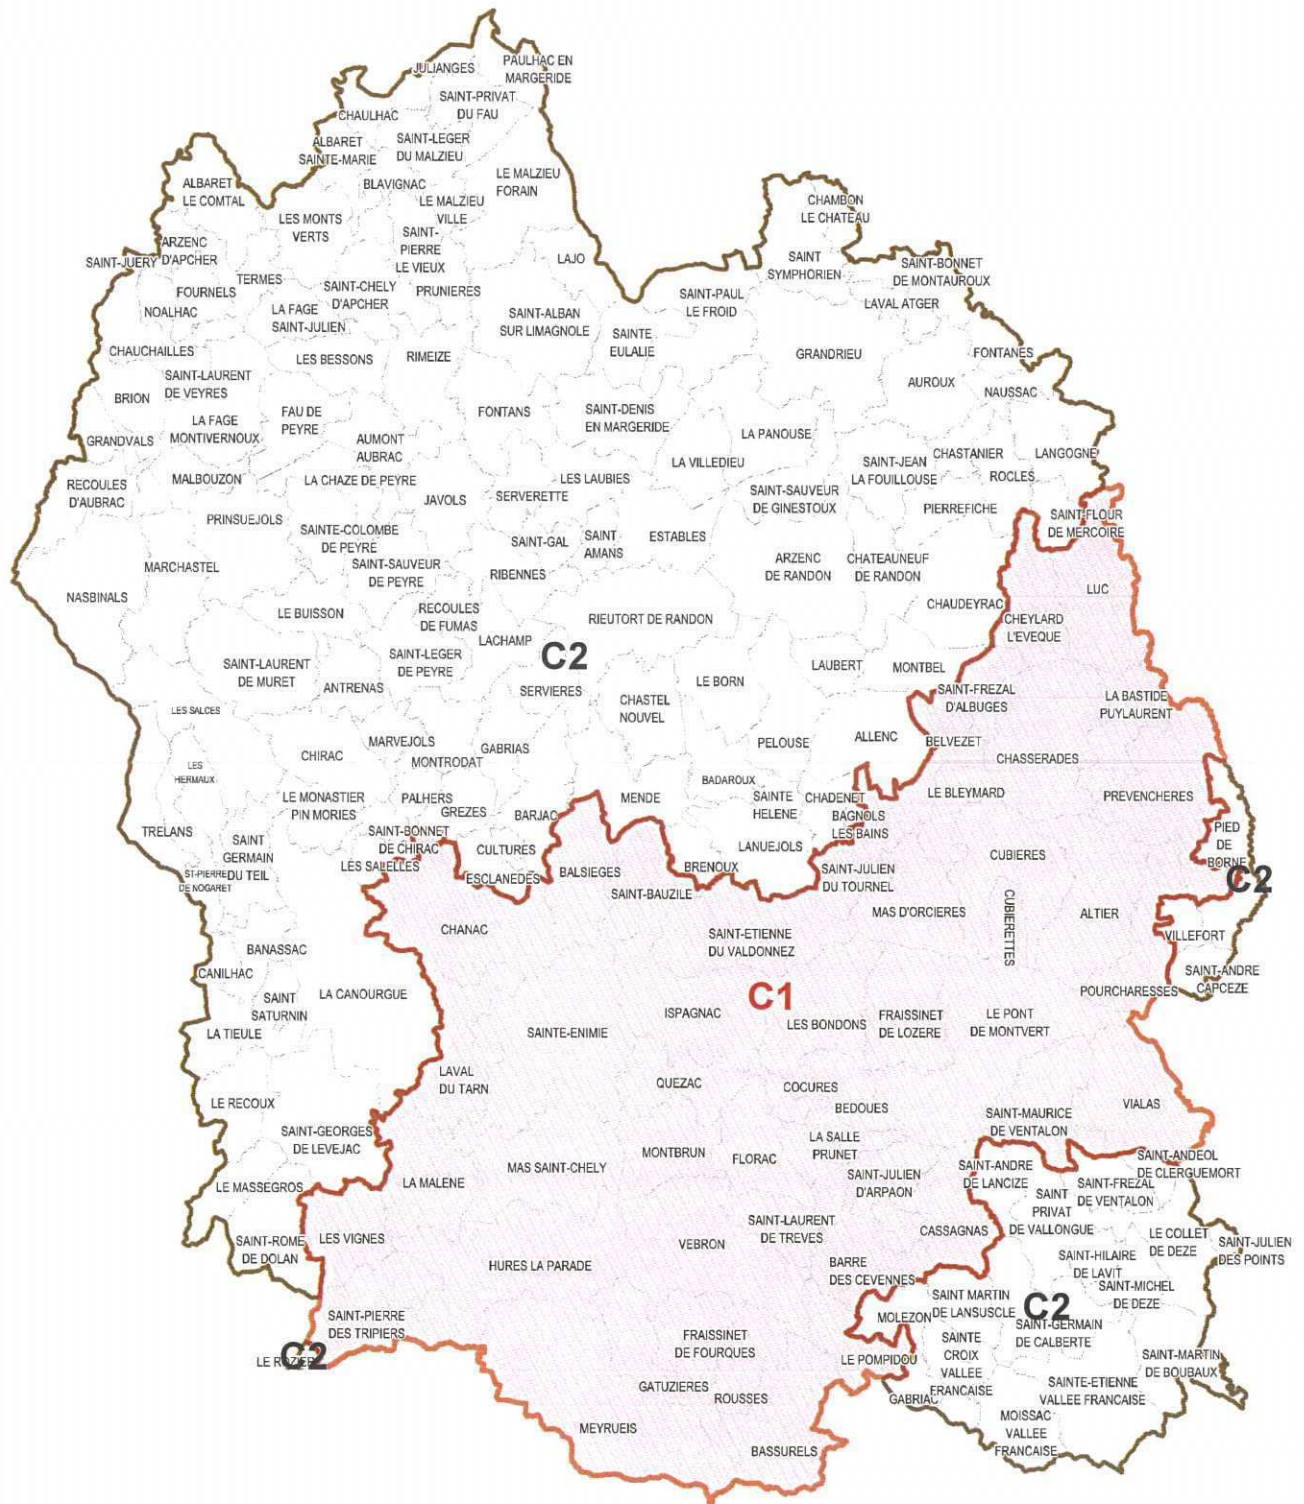 JULIANGES
PAULHAC EN
MARGERIDE
SAINT-PRIVAT
DU FAU
CHAULHAC
ALBARET
SAINTE-MARIE
SAINT-LEGER
DU MALZIEU
LE MALZIEU
FORAIN
BLAVIGNAC
LE MALZIEU
VILLE
ALBARET
LE COMTAL
LES MONTS
VERTS
SAINT-
PIERRE
LE VIEUX
CHAMBON
LE CHATEAU
ARZENC
D'APCHER
SAINT-JUERY
LAJO
SAINT
SYMPHORIEN
SAINT-BONNET
DE MONTAUROUX
TERMES
FOURNELS
SAINT-CHELY
D'APCHER
PRUNIERES
NOALHAC
LA FAGE
SAINT-JULIEN
SAINT-ALBAN
SUR LIMAGNOLE
SAINT-PAUL
LE FROID
LAVAL ATGER
SAINTE
EULALIE
CHAUCHAILLES
LES BESSONS
RIMEIZE
GRANDRIEU
FONTANES
SAINT-LAURENT
DE VEYRES
AUROUX
NAUSSAC
BRION
LA FAGE
MONTIVERNOUX
FAU DE
PEYRE
FONTANS
SAINT-DENIS
EN MARGERIDE
GRANDVALS
AUMONT
AUBRAC
LA PANOUSE
LA VILLEDIEU
SAINT-JEAN
LA FOUILLOUSE
CHASTANIER
LANGOGNE
RECOULES
D'AUBRAC
MALBOUZON
LA CHAZE DE PEYRE
LES LAUBIES
ROCLES
JAVOLS
SERVERETTE
SAINT-SAUVEUR
DE GINESTOUX
PIERREFICHE
PRINSUEJOLS
SAINTE-COLOMBE
DE PEYRE
SAINT-GAL
SAINT
AMANS
ESTABLES
SAINT-FLOUR
DE MERCOIRE
MARCHASTEL
SAINT-SAUVEUR
DE PEYRE
RIBENNES
ARZENC
DE RANDON
CHATEAUNEUF
DE RANDON
LUC
NASBINALS
LE BUISSON
RECOULES
DE FUMAS
RIEUTORT DE RANDON
CHAUDEYRAC
CHEYLARD
L'EVEQUE
LACHAMP
C2
SAINT-LAURENT
DE MURET
SAINT-LEGER
DE PEYRE
LAUBERT
MONTBEL
ANTRENAS
SERVIERES
LE BORN
SAINT-FREZAL
D'ALBUGES
LA BASTIDE
PUYLAURENT
LES SALCES
CHASTEL
NOUVEL
MARVEJOLS
GABRIAS
PELOUSE
ALLENC
BELVEZET
CHIRAC
MONTRODAT
CHASSERADES
LES
HERMAUX
BADAROUX
LE MONASTIER
PIN MORIES
PALHERS
GREZES
BARJAC
MENDE
SAINTE
HELENE
CHADENET
BAGNOLS
LES BAINS
LE BLEYMARD
PREVENCHERES
TRELANS
SAINT
GERMAIN
DU TEIL
SAINT-BONNET
DE CHIRAC
CULTURES
LANUEJOLS
PIED
DE
BORNE
CUBIERES
LES SALELLES
ESCLANEDES
BALSIEGES
BRENOUX
SAINT-JULIEN
DU TOURNEL
C2
ST-PIERRE
DE NOGARET
SAINT-BAUZILE
MAS D'ORCIERES
ALTIER
CHANAC
SAINT-ETIENNE
DU VALDONNEZ
CUBIERETTES
VILLEFORT
BANASSAC
CANILHAC
SAINT-ANDRE
CAPCEZE
LA CANOURGUE
C1
POURCHARESSES
SAINT
SATURNIN
ISPAGNAC
LES BONDONS
FRAISSINET
DE LOZERE
LE PONT
DE MONTVERT
LA TIEULE
SAINTE-ENIMIE
LAVAL
DU TARN
QUEZAC
COCURES
LE RECOUX
BEDOUES
VIALAS
SAINT-MAURICE
DE VENTALON
SAINT-GEORGES
DE LEVEJAC
LA SALLE
PRUNET
MONTBRUN
FLORAC
MAS SAINT-CHELY
SAINT-ANDEOL
DE CLERGUEMORT
LA MALENE
SAINT-JULIEN
D'ARPAON
SAINT-ANDRE
DE LANCIZE
SAINT-FREZAL
DE VENTALON
LE MASSEGROS
SAINT
PRIVAT
DE VALLONGUE
SAINT-LAURENT
DE TREVES
CASSAGNAS
SAINT-ROME
DE DOLAN
LES VIGNES
VEBRON
LE COLLET
DE DEZE
SAINT-JULIEN
DES POINTS
HURES LA PARADE
BARRE
DES CEVENNES
SAINT-HILAIRE
DE LAVIT
SAINT-MICHEL
DE DEZE
SAINT MARTIN
DE LANSUSCLE
C2
SAINT-PIERRE
DES TRIPIERS
MOLEZON
SAINT-GERMAIN
DE CALBERTE
FRAISSINET
DE FOURQUES
SAINTE
CROIX
VALLEE
FRANCAISE
LE ROZIER
C2
LE POMPIDOU
SAINT-MARTIN
DE BOUBAUX
GATUZIERES
ROUSSES
SAINTE-ETIENNE
VALLEE FRANCAISE
GABRIAC
MOISSAC
VALLEE
FRANCAISE
MEYRUEIS
BASSURELS